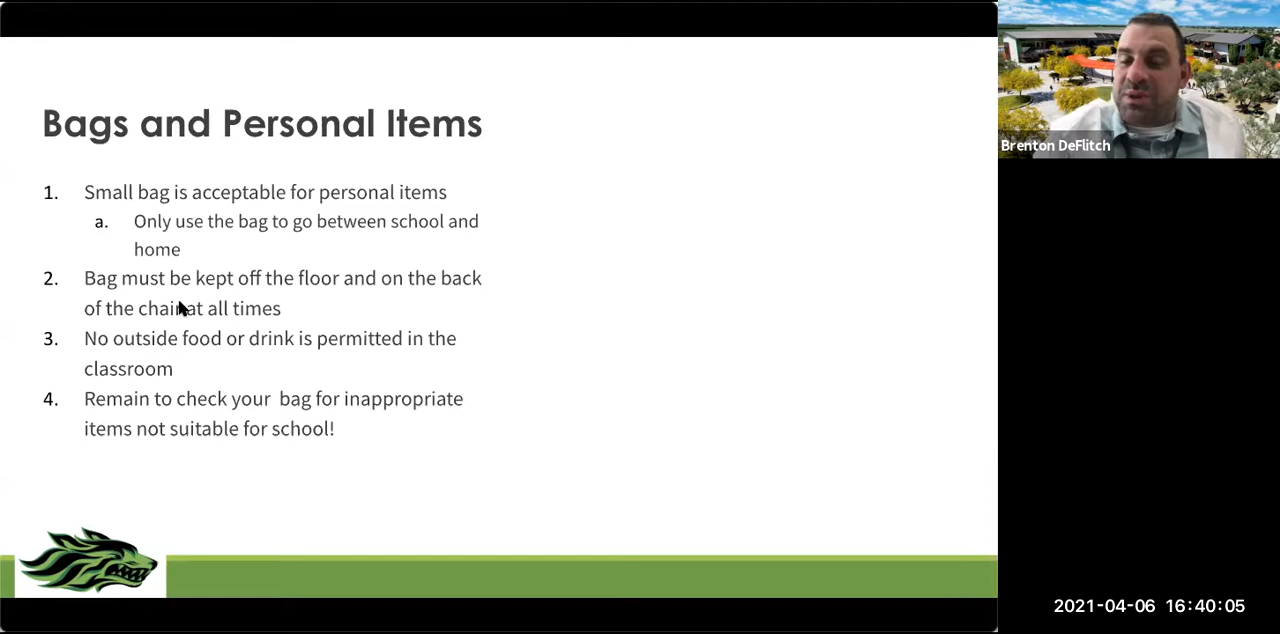 Bags and Personal Items
1. Small bag is acceptable for personal items
a. Only use the bag to go between school and
home
2. Bag must be kept off the floor and on the back
of the chair at all times
3. No outside food or drink is permitted in the
classroom
4. Remain to check your  bag for inappropriate
items not suitable for school!
Brenton DeFlitch
2021-04-06 16:40:05